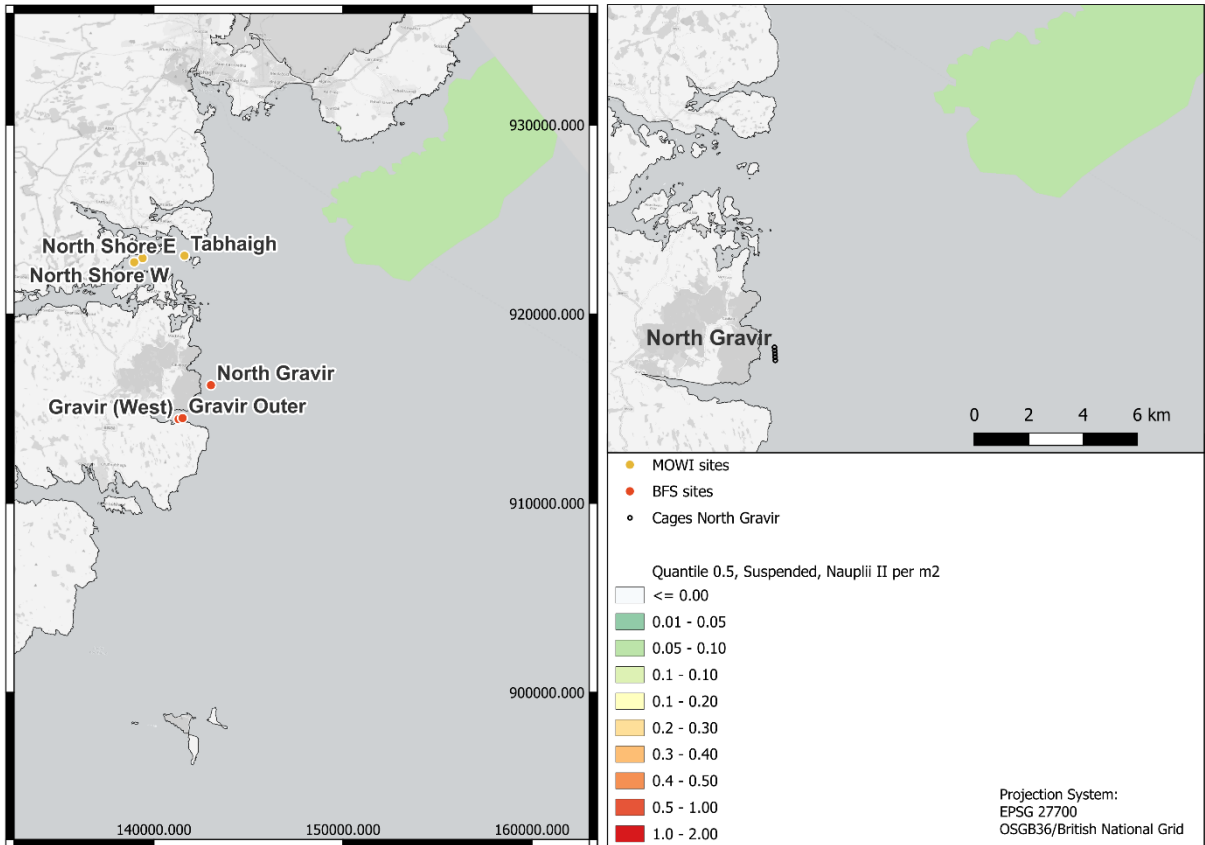 930000.000
North Shore E
Tabhaigh
North Shore W
920000.000
North Gravir
Gravir (West)
Gravir Outer
910000.000
900000.000
140000.000
150000.000
160000.000
North Gravir
0 2 4 6 km
MOWI sites
BFS sites
Cages North Gravir
Quantile 0.5, Suspended, Nauplii II per m2
<= 0.00
0.01 - 0.05
0.05 - 0.10
0.1 - 0.10
0.1 - 0.20
0.2 - 0.30
0.3 - 0.40
0.4 - 0.50
0.5 - 1.00
1.0 - 2.00
Projection System:
EPSG 27700
OSGB36/British National Grid